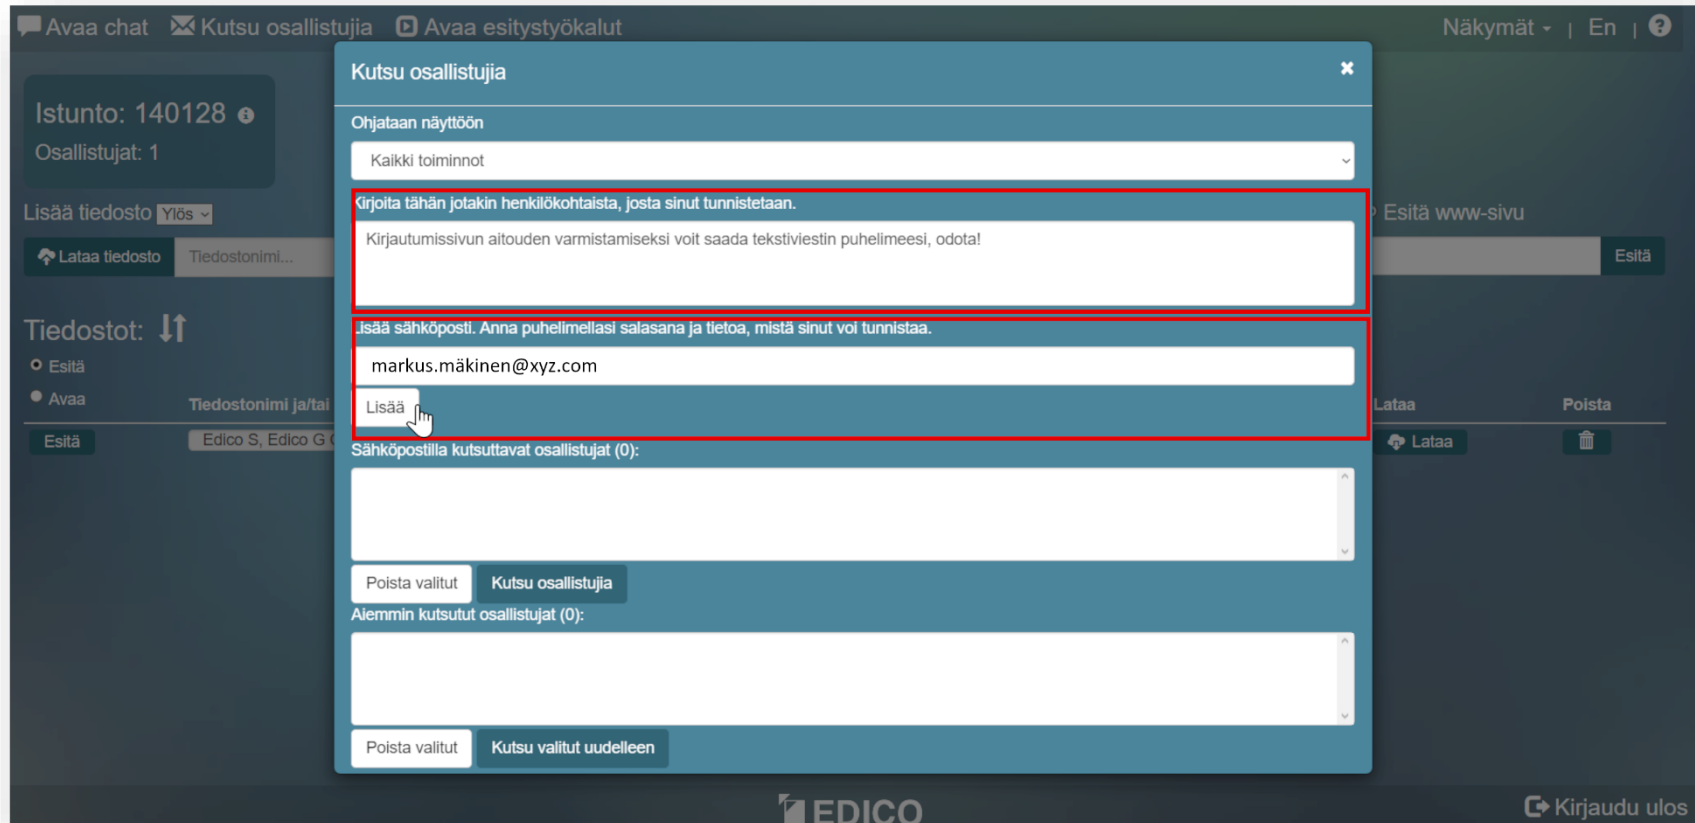 Avaa chat Kutsu osallistujia Avaa esitystyökalut Näkymät | En |
Kutsu osallistujia
Istunto: 140128
Osallistujat: 1
Ohjataan näyttöön
Kaikki toiminnot
Kirjoita tähän jotakin henkilökohtaista, josta sinut tunnistetaan.
Lisää tiedosto Ylös
Esitä www-sivu
Kirjautumissivun aitouden varmistamiseksi voit saada tekstiviestin puhelimeesi, odota!
Lataa tiedosto Tiedostonimi...
Esitä
Tiedostot:
Lisää sähköposti. Anna puhelimellasi salasana ja tietoa, mistä sinut voi tunnistaa.
Esitä
markus.mäkinen@xyz.com
Avaa
Tiedostonimi ja/tai
Lisää
Lataa Poista
Esitä Edico S, Edico G
Lataa
Sähköpostilla kutsuttavat osallistujat (0):
Poista valitut Kutsu osallistujia
Aiemmin kutsutut osallistujat (0):
Poista valitut Kutsu valitut uudelleen
EDICO
Kirjaudu ulos